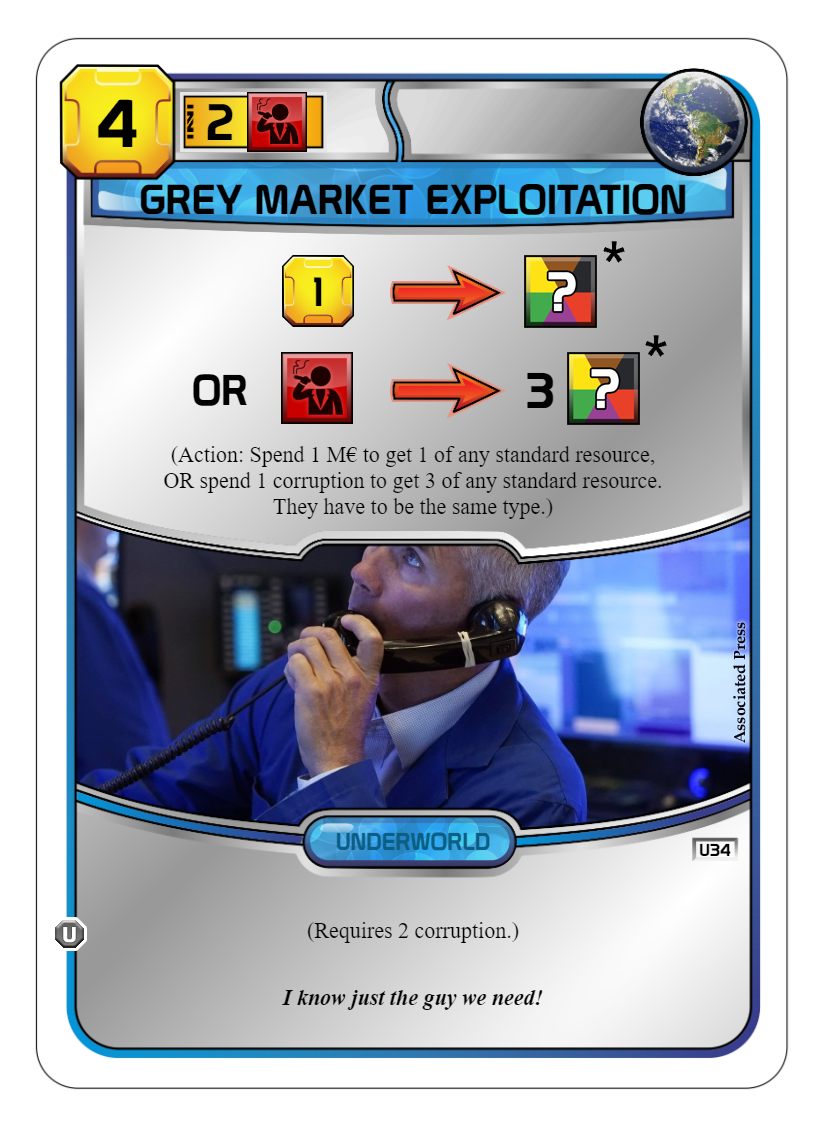 4
2
GREY MARKET EXPLOITATION
1
?*
OR
3 ?*
(Action: Spend 1 M€ to get 1 of any standard resource,
OR spend 1 corruption to get 3 of any standard resource.
They have to be the same type.)
Associated Press
UNDERWORLD
U34
U
(Requires 2 corruption.)
I know just the guy we need!